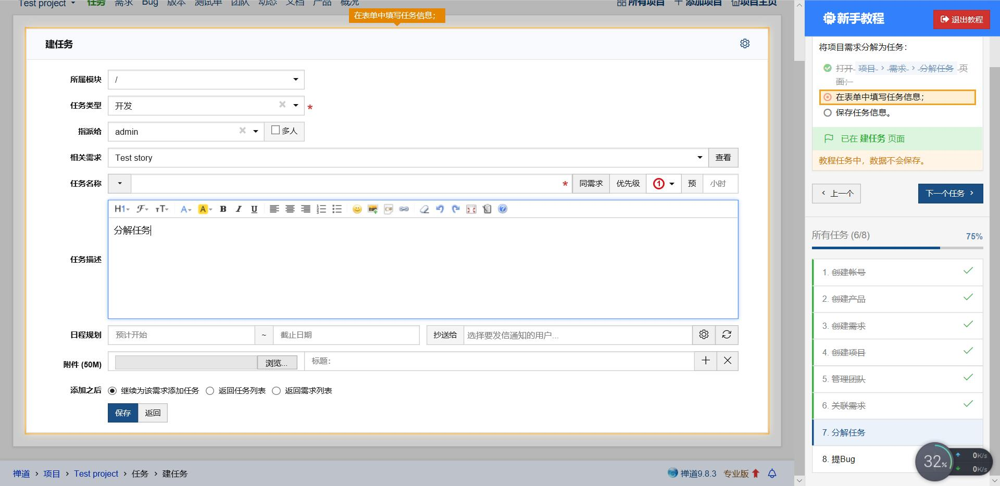 Test project 任务 需求 Bug 版本 测试单 团队 动态 文档 产品 概况 所有项目 添加项目 项目主页
在表单中填写任务信息；
建任务
所属模块 /
任务类型 开发 *
指派给 admin 多人
相关需求 Test story 查看
任务名称 * 同需求 优先级 1 预 小时
H1 F TT A A B I U
分解任务
任务描述
日程规划 预计开始 ~ 截止日期 抄送给 选择要发信通知的用户...
附件 (50M) 浏览... 标题：
添加之后 继续为该需求添加任务 返回任务列表 返回需求列表
保存 返回
禅道 › 项目 › Test project › 任务 › 建任务
禅道9.8.3 专业版
新手教程 退出教程
将项目需求分解为任务：
打开 项目 › 需求 › 分解任务 页
面；
在表单中填写任务信息；
保存任务信息。
已在 建任务 页面
教程任务中，数据不会保存。
‹ 上一个 下一个任务 ›
所有任务 (6/8) 75%
1. 创建帐号
2. 创建产品
3. 创建需求
4. 创建项目
5. 管理团队
6. 关联需求
7. 分解任务
8. 提Bug
32% 0K/s
0K/s